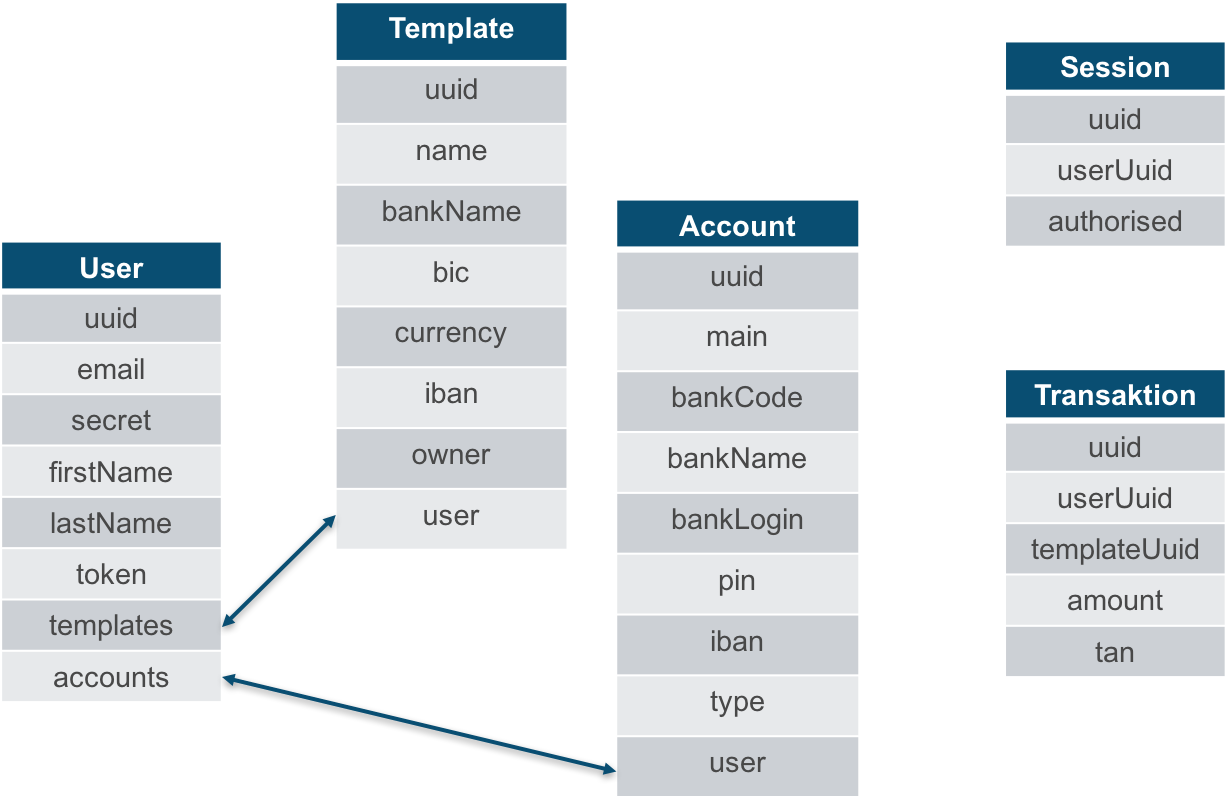 Template
uuid
name
bankName
bic
currency
iban
owner
user
User
uuid
email
secret
firstName
lastName
token
templates
accounts
Account
uuid
main
bankCode
bankName
bankLogin
pin
iban
type
user
Session
uuid
userUuid
authorised
Transaktion
uuid
userUuid
templateUuid
amount
tan